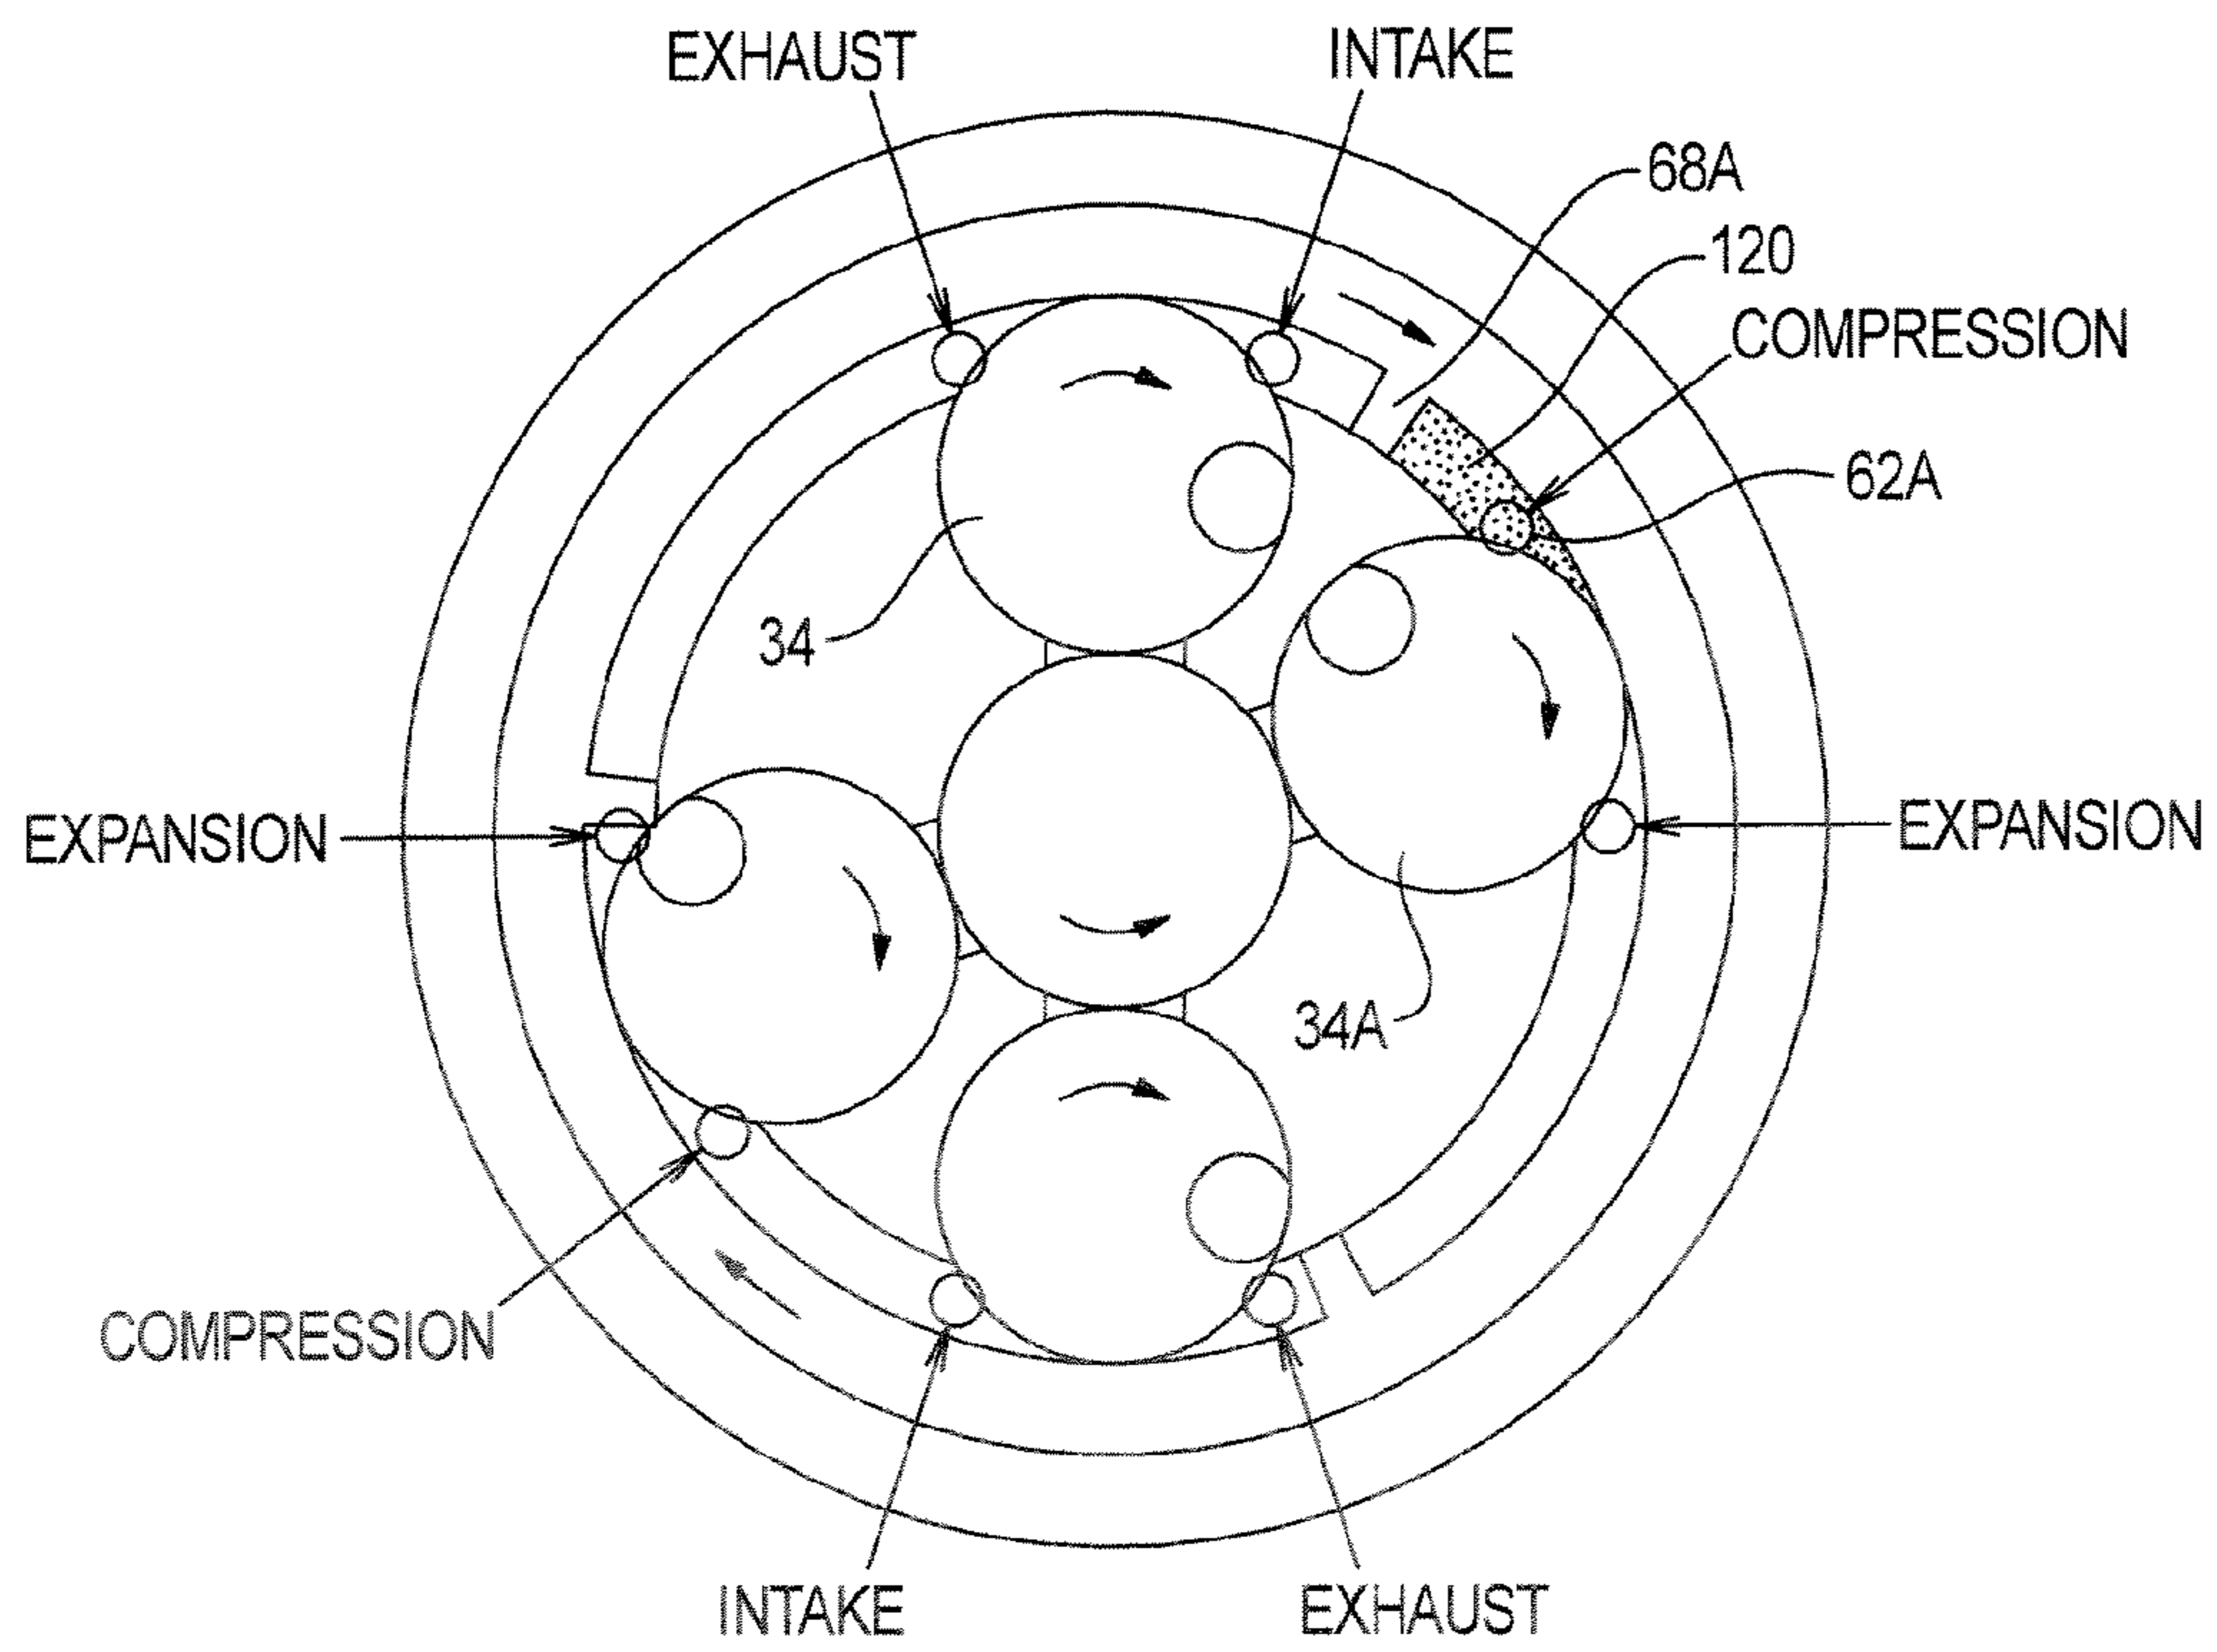 EXHAUST
INTAKE
68A
120
COMPRESSION
62A
34
EXPANSION
EXPANSION
34A
COMPRESSION
INTAKE
EXHAUST